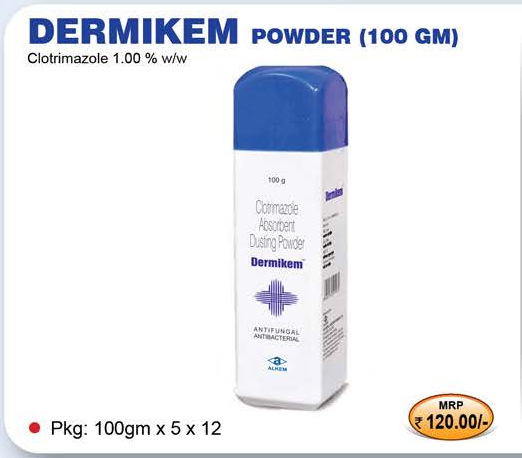 DERMIKEM POWDER (100 GM)
Clotrimazole 1.00 % w/w
100 g
Clotrimazole
Absorbent
Dusting Powder
Dermikem™
ANTIFUNGAL
ANTIBACTERIAL
a
ALKEM
Dermikem
Pkg: 100gm x 5 x 12
MRP
₹ 120.00/-